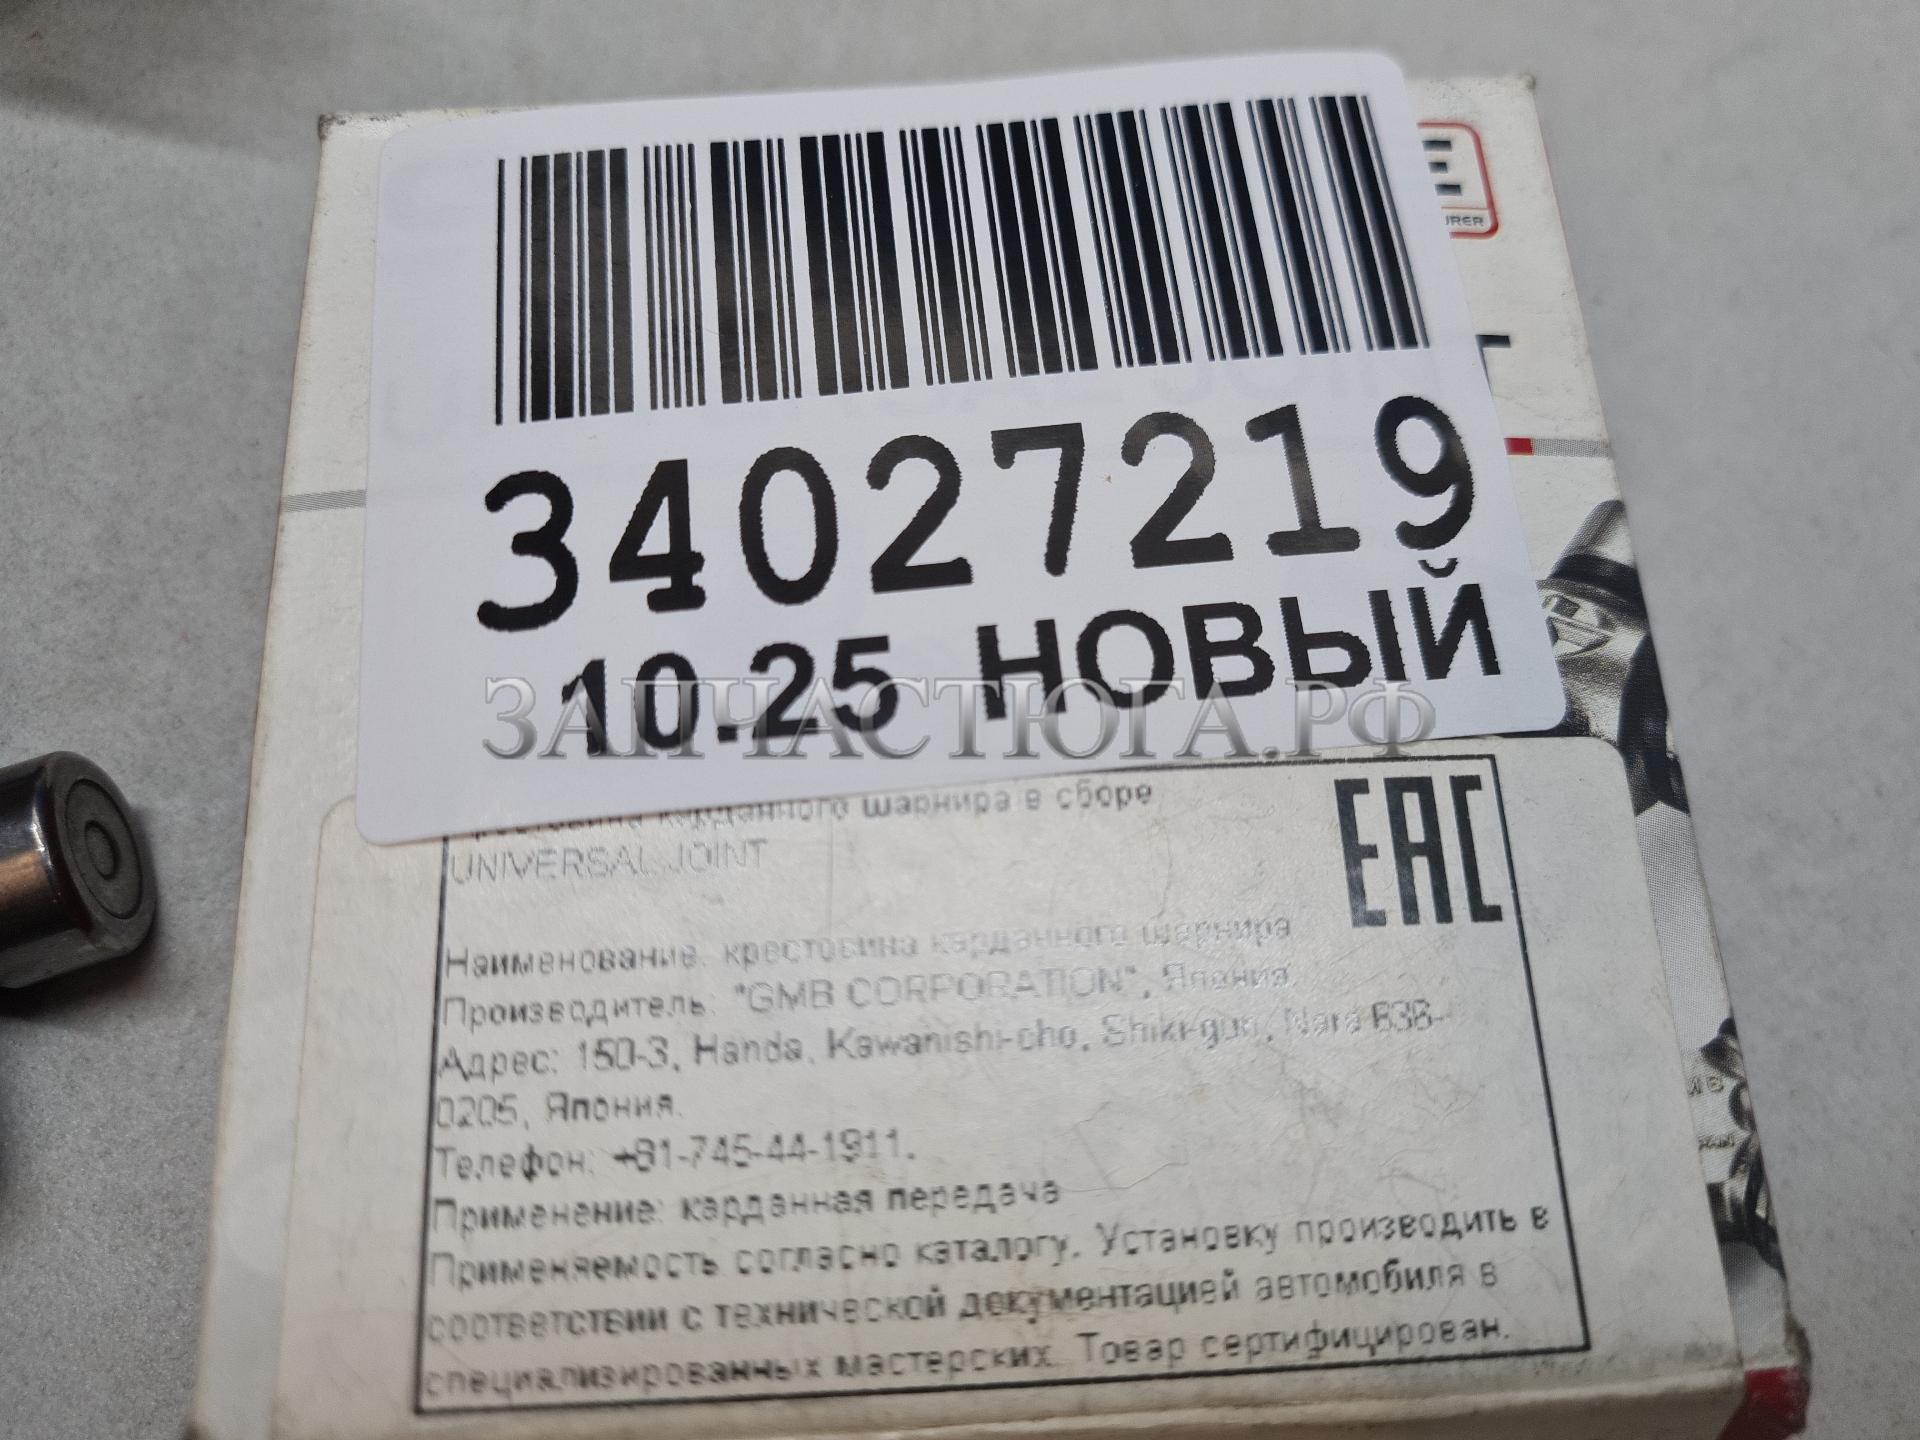 E
URER
34027219
10.25 НОВЫЙ
ЗАПЧАСТЮГА.РФ
карданного шарнира в сборе
UNIVERSAL JOINT
EAC
Наименование: крестовина карданного шарнира
Производитель: "GMB CORPORATION", Япония.
Адрес: 150-3, Handa, Kawanishi-cho, Shiki-gun, Nara 636-
0205, Япония.
Телефон: +81-745-44-1911.
Применение: карданная передача
Применяемость согласно каталогу. Установку производить в
соответствии с технической документацией автомобиля в
специализированных мастерских. Товар сертифицирован.